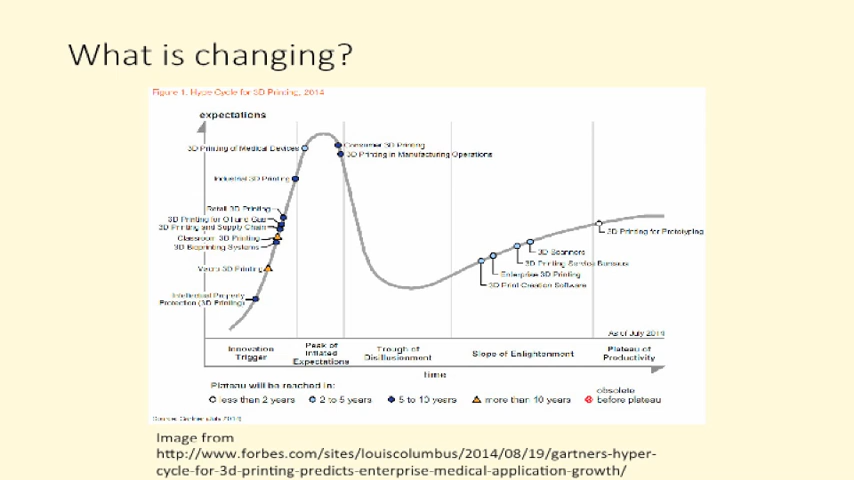 What is changing?
Figure 1. Hype Cycle for 3D Printing, 2014
expectations
3D Printing of Medical Devices
Consumer 3D Printing
3D Printing in Manufacturing Operations
Industrial 3D Printing
Retail 3D Printing
3D Printing for Oil and Gas
3D Printing and Supply Chain
Classroom 3D Printing
3D Bioprinting Systems
Macro 3D Printing
Intellectual Property
Protection (3D Printing)
3D Printing for Prototyping
3D Scanners
3D Printing Service Bureaus
Enterprise 3D Printing
3D Print Creation Software
As of July 2014
Innovation
Trigger
Peak of
Inflated
Expectations
Trough of
Disillusionment
Slope of Enlightenment
Plateau of
Productivity
time
Plateau will be reached in:
less than 2 years
2 to 5 years
5 to 10 years
more than 10 years
obsolete
before plateau
Source: Gartner (July 2014)
Image from
http://www.forbes.com/sites/louiscolumbus/2014/08/19/gartners-hype-
cycle-for-3d-printing-predicts-enterprise-medical-application-growth/